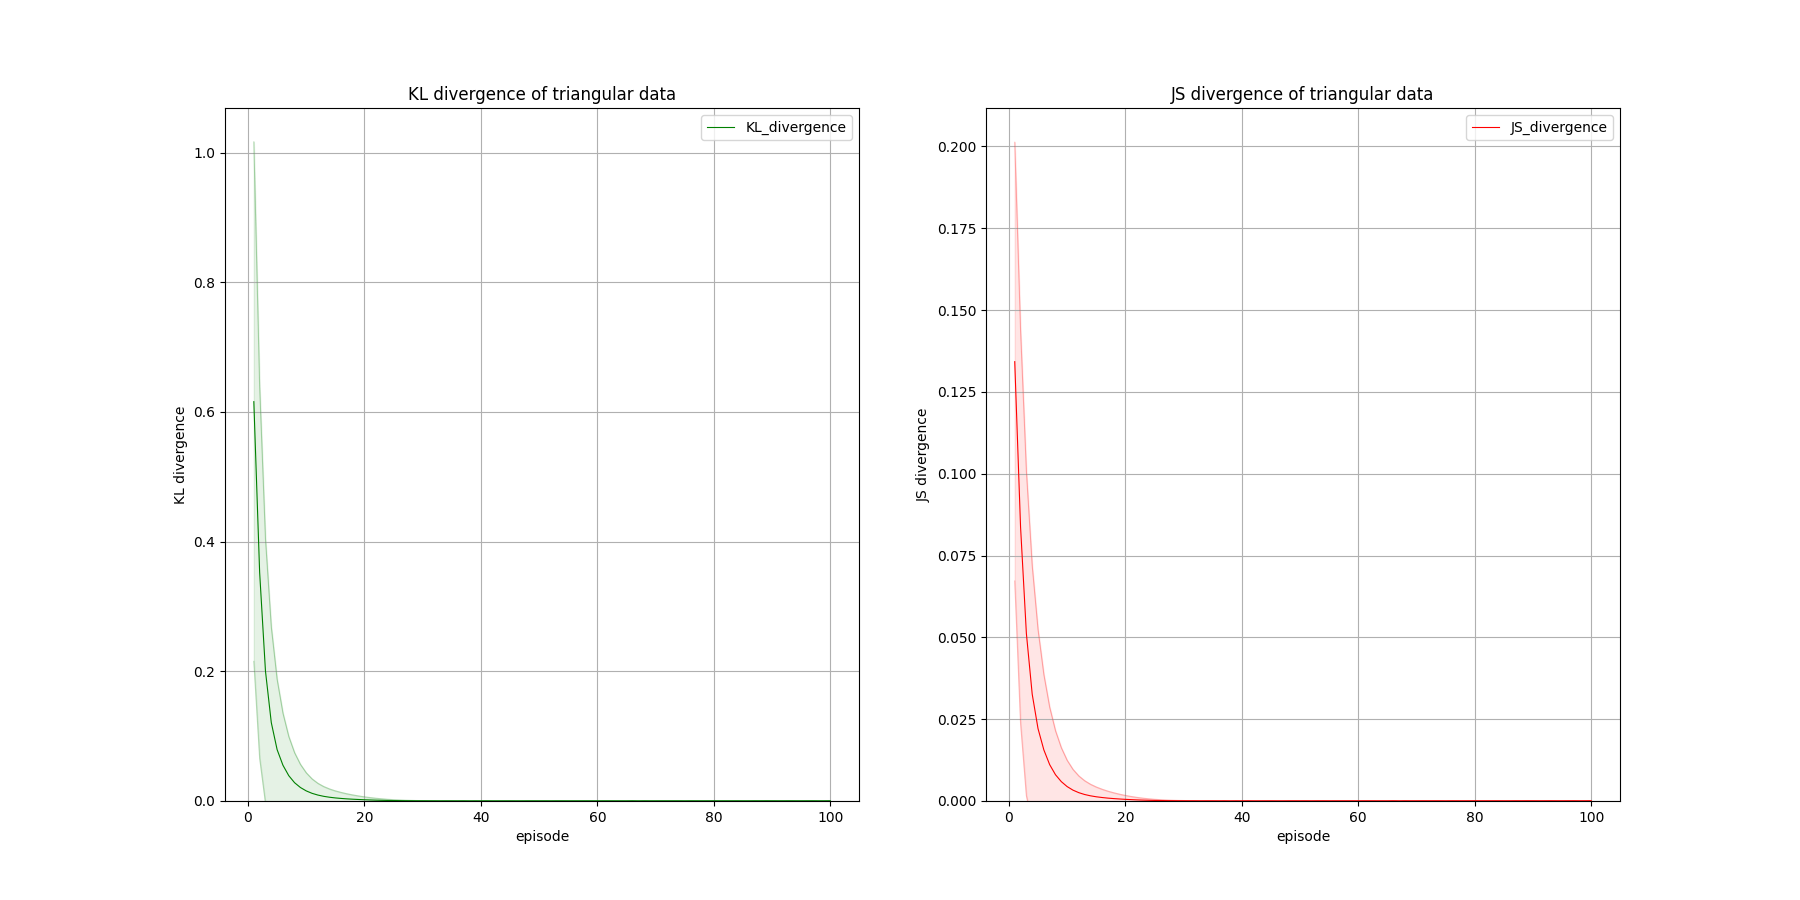 KL divergence of triangular data
KL_divergence
KL divergence
1.0
0.8
0.6
0.4
0.2
0.0
0 20 40 60 80 100
episode
JS divergence of triangular data
JS_divergence
JS divergence
0.200
0.175
0.150
0.125
0.100
0.075
0.050
0.025
0.000
0 20 40 60 80 100
episode